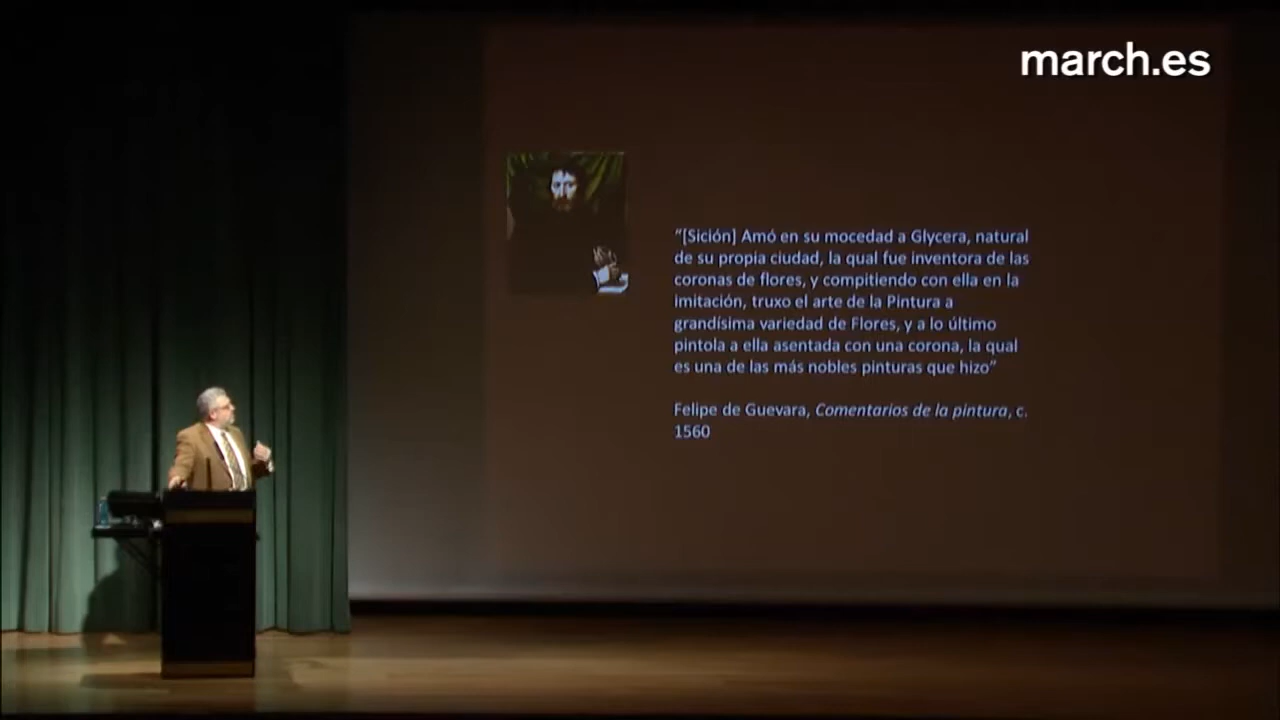 march.es
“[Sición] Amó en su mocedad a Glycera, natural
de su propia ciudad, la qual fue inventora de las
coronas de flores, y compitiendo con ella en la
imitación, truxo el arte de la Pintura a
grandísima variedad de Flores, y a lo último
pintola a ella asentada con una corona, la qual
es una de las más nobles pinturas que hizo”
Felipe de Guevara, Comentarios de la pintura, c.
1560